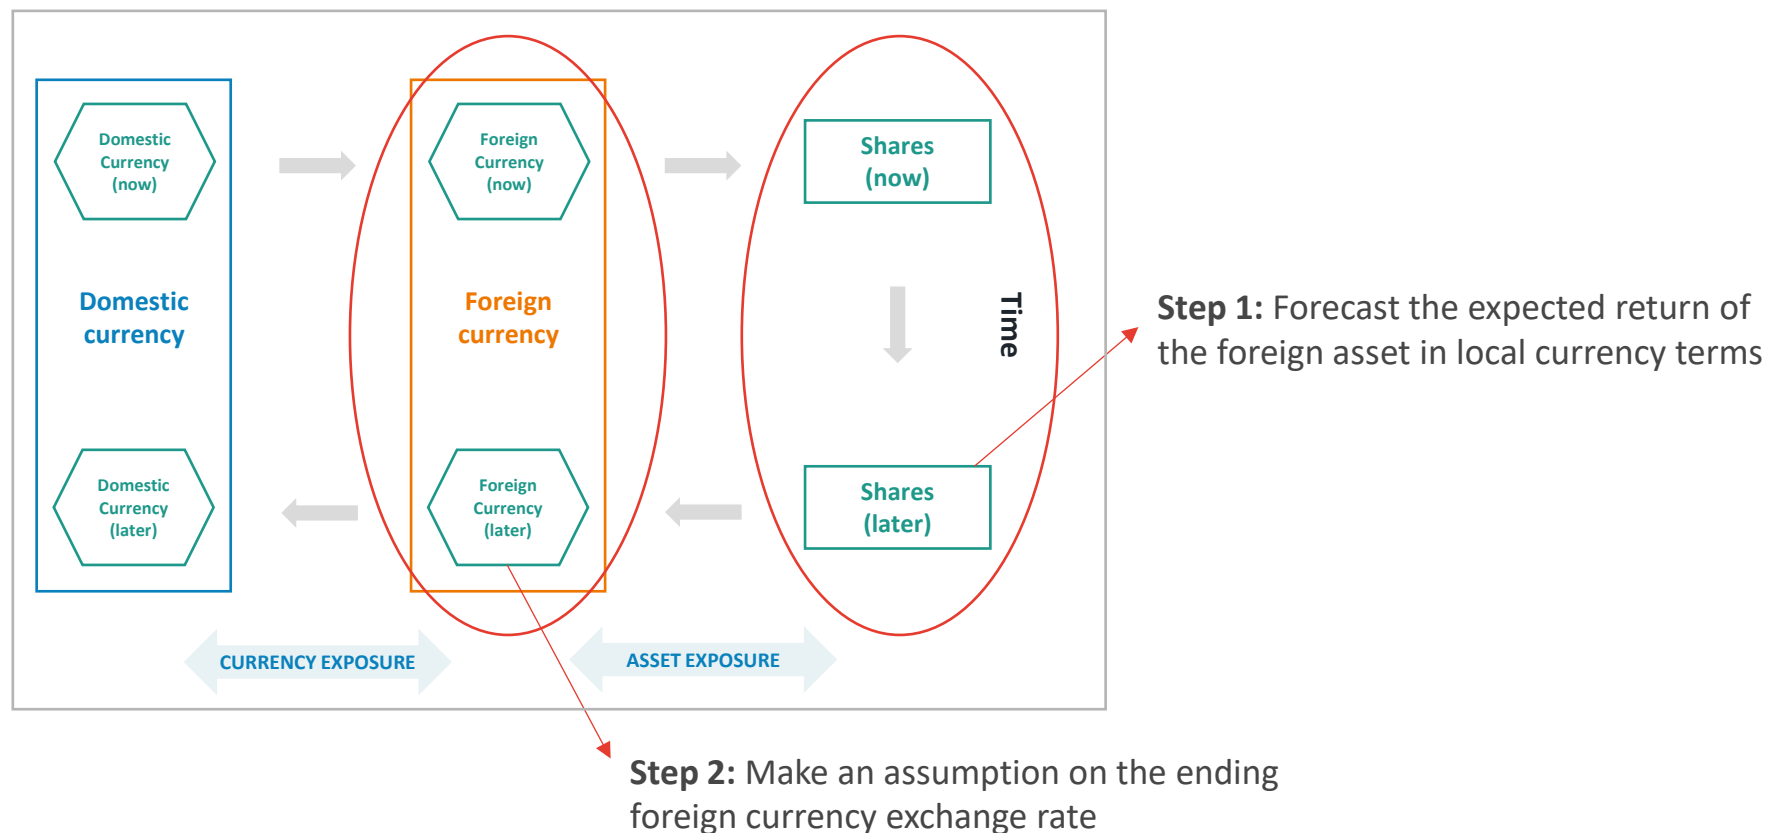 Domestic
Currency
(now)
Foreign
Currency
(now)
Shares
(now)
Domestic
currency
Foreign
currency
Time
Step 1: Forecast the expected return of
the foreign asset in local currency terms
Domestic
Currency
(later)
Foreign
Currency
(later)
Shares
(later)
CURRENCY EXPOSURE
ASSET EXPOSURE
Step 2: Make an assumption on the ending
foreign currency exchange rate